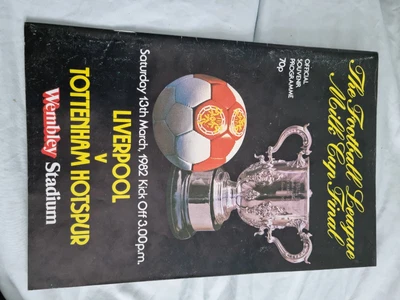 The Football League
Milk Cup Final
OFFICIAL
SOUVENIR
PROGRAMME
70p
Saturday 13th March, 1982 Kick Off 3.00p.m.
LIVERPOOL
V
TOTTENHAM HOTSPUR
Wembley Stadium